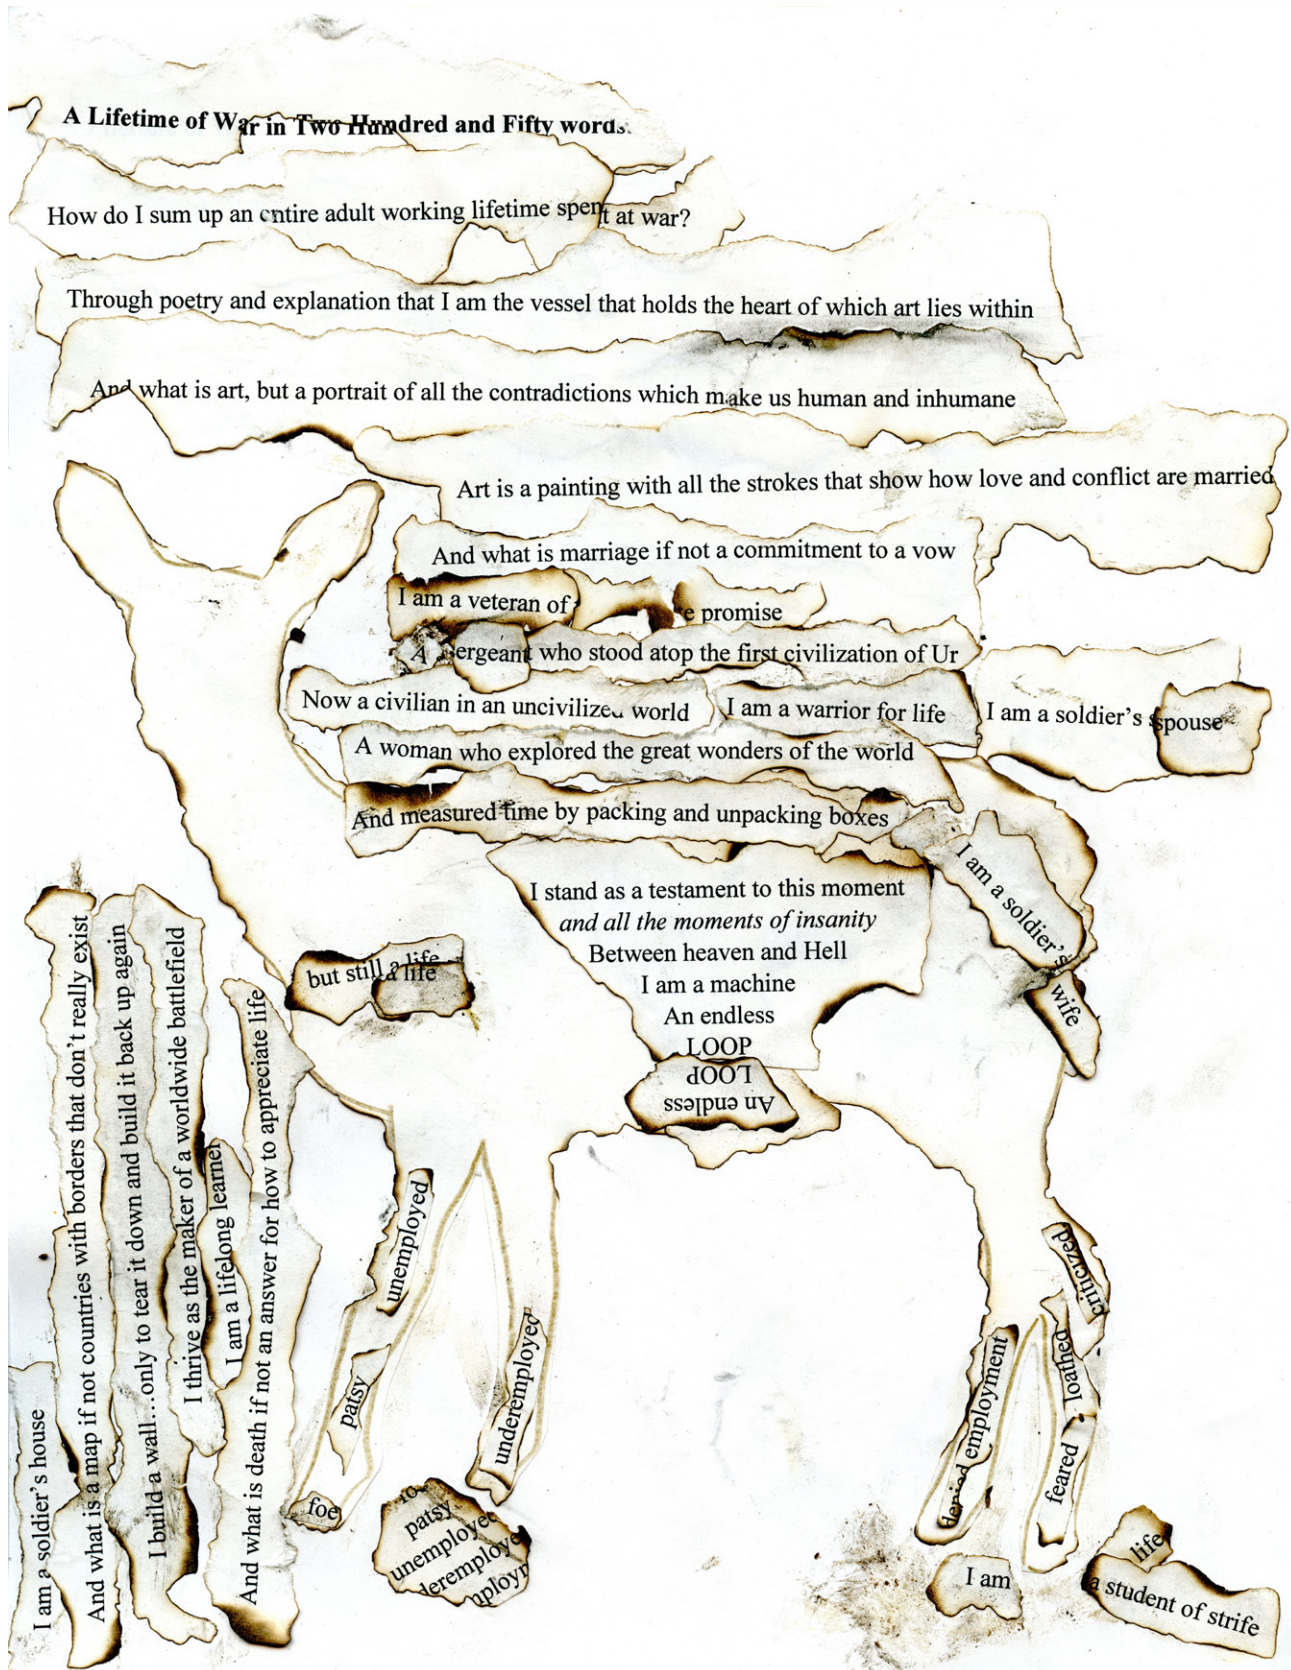 A Lifetime of War in Two Hundred and Fifty words.
How do I sum up an entire adult working lifetime spent at war?
Through poetry and explanation that I am the vessel that holds the heart of which art lies within
And what is art, but a portrait of all the contradictions which make us human and inhumane
Art is a painting with all the strokes that show how love and conflict are married
And what is marriage if not a commitment to a vow
I am a veteran of
promise
A sergeant who stood atop the first civilization of Ur
Now a civilian in an uncivilized world
I am a warrior for life
I am a soldier's spouse
A woman who explored the great wonders of the world
And measured time by packing and unpacking boxes
I am a soldier's
wife
I stand as a testament to this moment
and all the moments of insanity
Between heaven and Hell
I am a machine
An endless
LOOP
LOOP
An endless
but still a life
a life
I am a soldier's house
And what is a map if not countries with borders that don't really exist
I build a wall…only to tear it down and build it back up again
I thrive as the maker of a worldwide battlefield
I am a lifelong learner
And what is death if not an answer for how to appreciate life
unemployed
patsy
foe
underemployed
patsy
unemployed
deremploye
mploy
criticized
loathed
feared
denied employment
I am
life
a student of strife